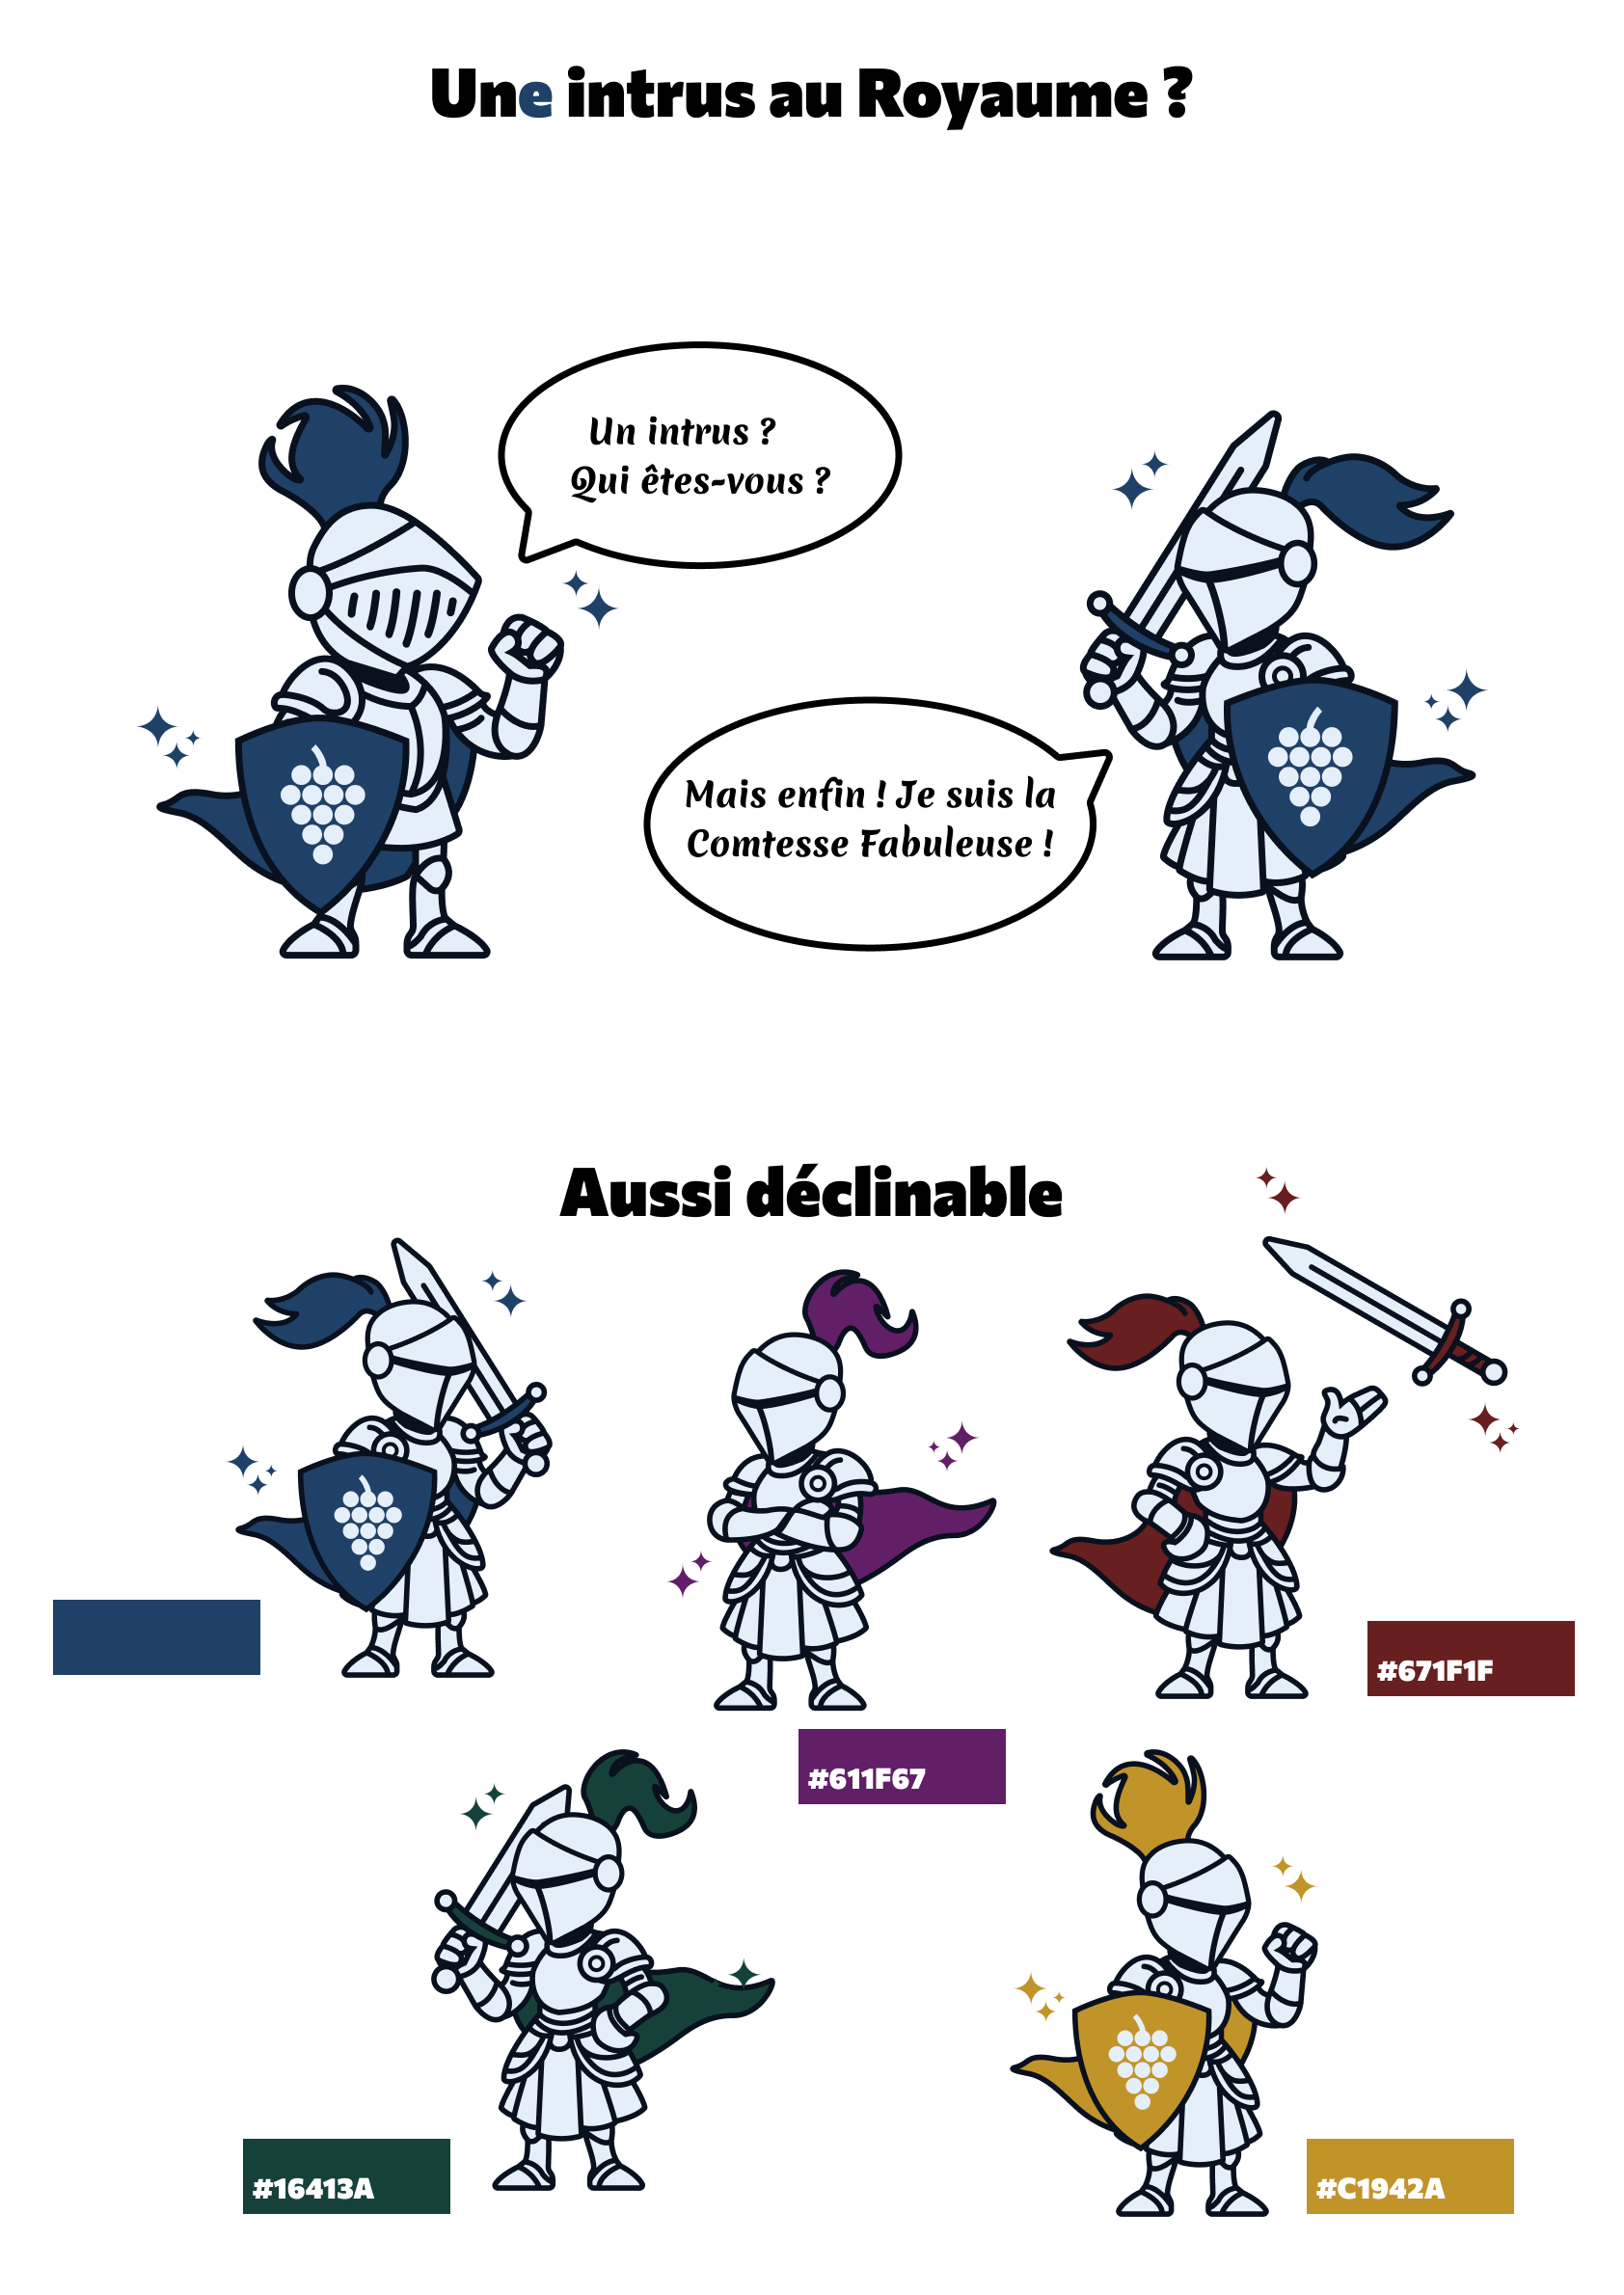 Une intrus au Royaume ?
Un intrus ?
Qui êtes-vous ?
Mais enfin ! Je suis la
Comtesse Fabuleuse !
Aussi déclinable
#671F1F
#611F67
#16413A
#C1942A